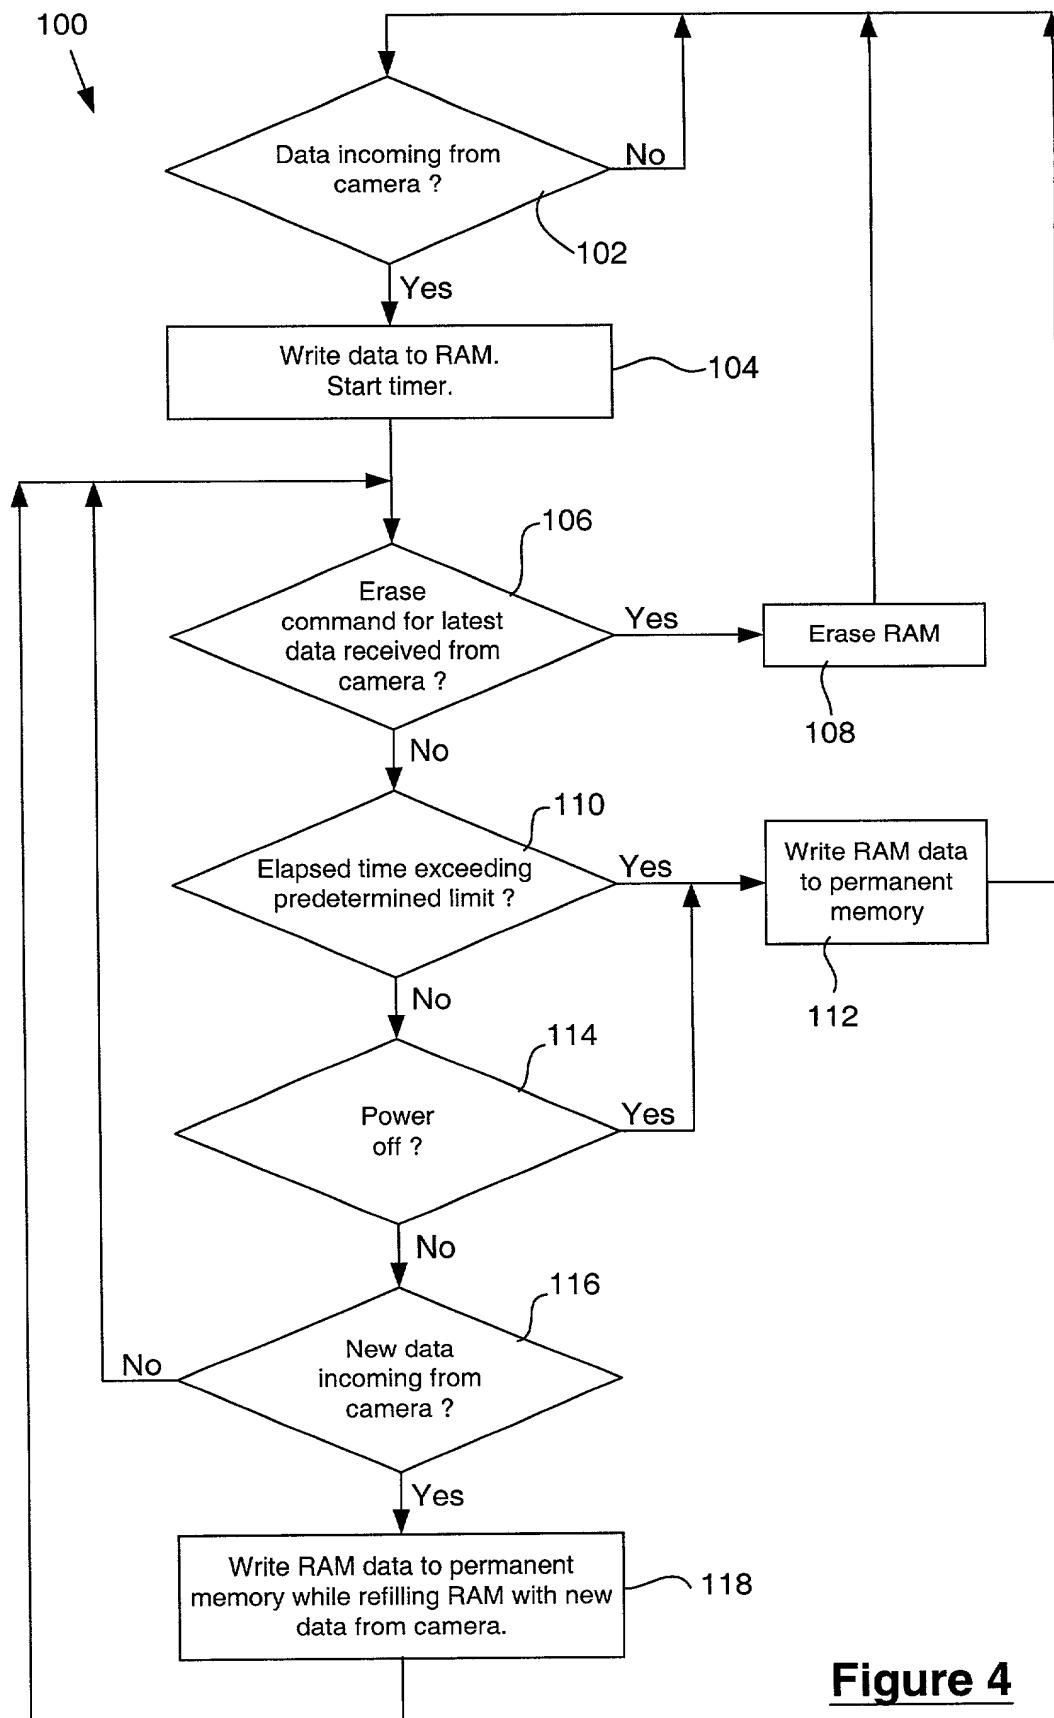 100
Data incoming from
camera ?
No
102
Yes
Write data to RAM.
Start timer.
104
106
Erase
command for latest
data received from
camera ?
Yes
Erase RAM
108
No
110
Elapsed time exceeding
predetermined limit ?
Yes
Write RAM data
to permanent
memory
112
No
114
Power
off ?
Yes
No
116
New data
incoming from
camera ?
No
Yes
Write RAM data to permanent
memory while refilling RAM with new
data from camera.
118
Figure 4